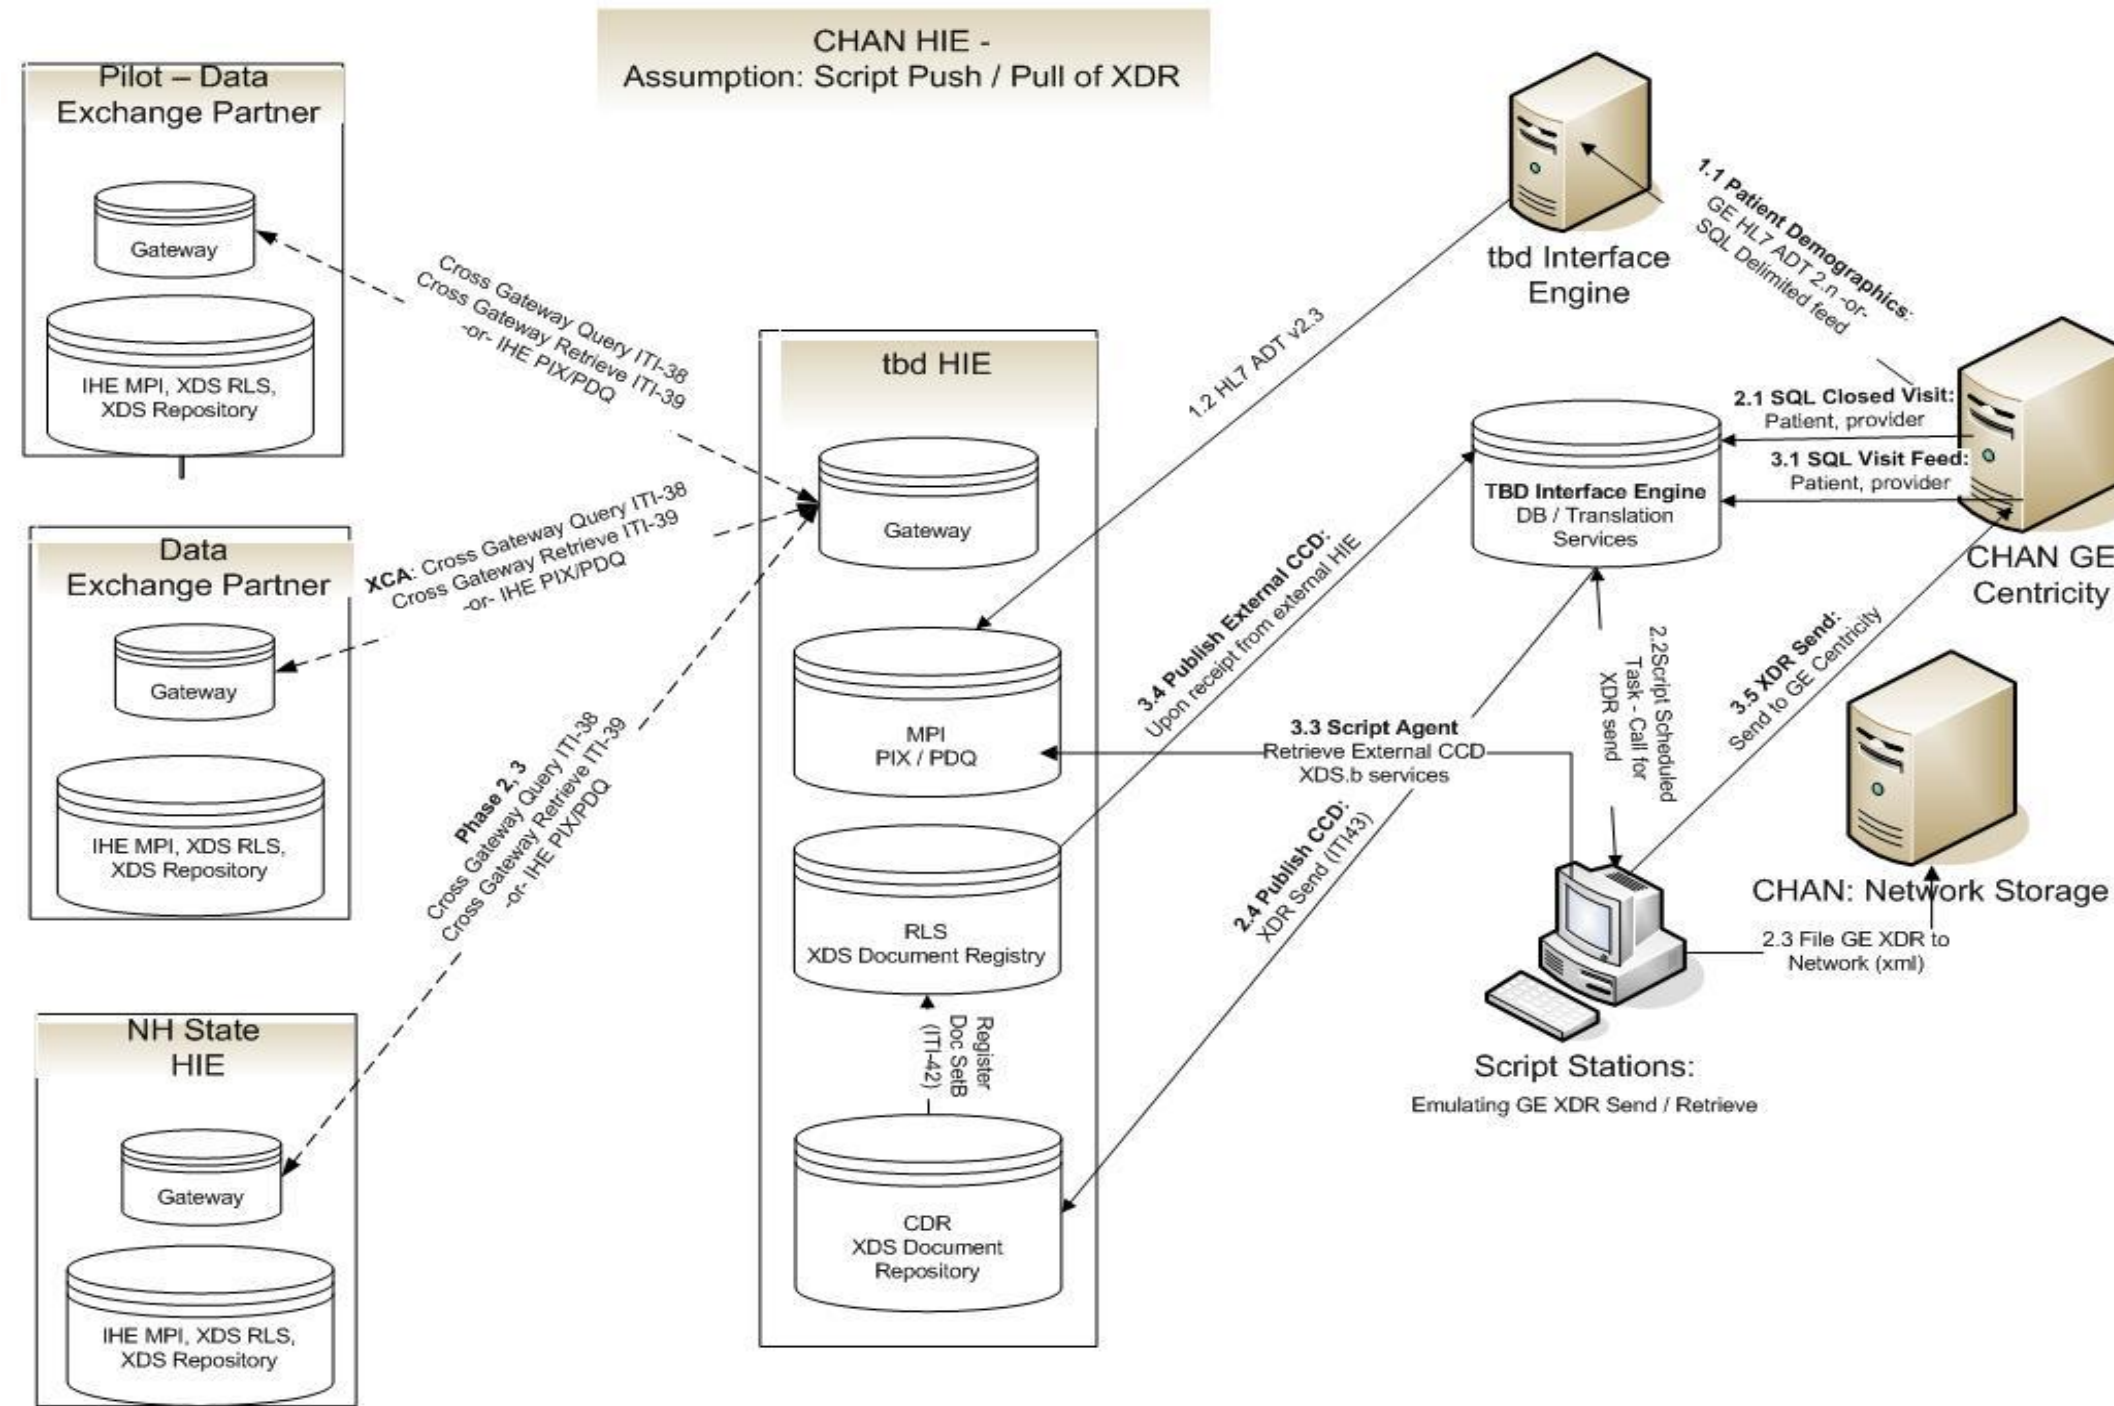 CHAN HIE -
Assumption: Script Push / Pull of XDR
Pilot – Data
Exchange Partner
Gateway
IHE MPI, XDS RLS,
XDS Repository
Data
Exchange Partner
Gateway
IHE MPI, XDS RLS,
XDS Repository
NH State
HIE
Gateway
IHE MPI, XDS RLS,
XDS Repository
Cross Gateway Query ITI-38
Cross Gateway Retrieve ITI-39
-or- IHE PIX/PDQ
XCA: Cross Gateway Query ITI-38
Cross Gateway Retrieve ITI-39
-or- IHE PIX/PDQ
Phase 2, 3
Cross Gateway Query ITI-38
Cross Gateway Retrieve ITI-39
-or- IHE PIX/PDQ
tbd HIE
Gateway
MPI
PIX / PDQ
RLS
XDS Document Registry
Register
Doc SetB
(ITI-42)
CDR
XDS Document
Repository
1.2 HL7 ADT v2.3
tbd Interface
Engine
1.1 Patient Demographics:
GE HL7 ADT 2.n -or-
SQL Delimited feed
2.1 SQL Closed Visit:
Patient, provider
3.1 SQL Visit Feed:
Patient, provider
TBD Interface Engine
DB / Translation
Services
CHAN GE
Centricity
3.4 Publish External CCD:
Upon receipt from external HIE
3.3 Script Agent
Retrieve External CCD
XDS.b services
2.4 Publish CCD:
XDR Send (ITI43)
2.2Script Scheduled
Task - Call for
XDR send
3.5 XDR Send:
Send to GE Centricity
CHAN: Network Storage
2.3 File GE XDR to
Network (xml)
Script Stations:
Emulating GE XDR Send / Retrieve